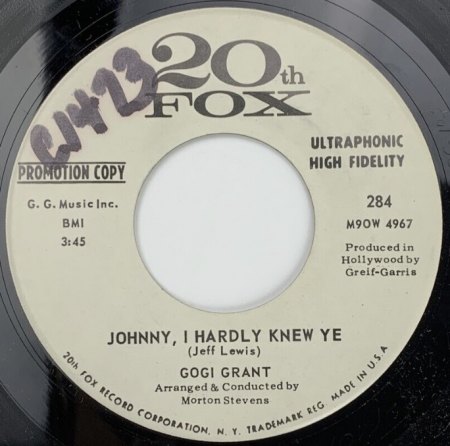 C1423
20th
FOX
PROMOTION COPY
ULTRAPHONIC
HIGH FIDELITY
G. G. Music Inc.
BMI
3:45
284
M9OW 4967
Produced in
Hollywood by
Greif-Garris
JOHNNY, I HARDLY KNEW YE
(Jeff Lewis)
GOGI GRANT
Arranged & Conducted by
Morton Stevens
20th FOX RECORD CORPORATION, N. Y. TRADEMARK REG. MADE IN U.S.A